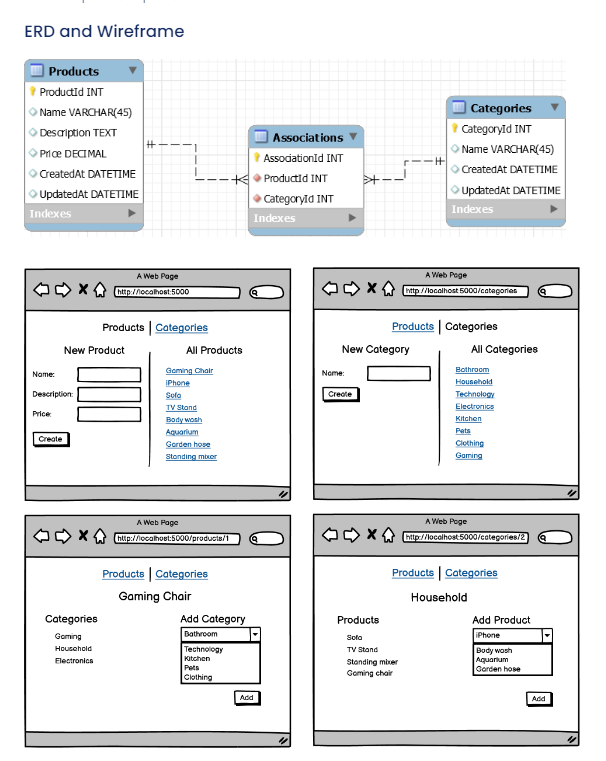 ERD and Wireframe
Products
ProductId INT
Name VARCHAR(45)
Description TEXT
Price DECIMAL
CreatedAt DATETIME
UpdatedAt DATETIME
Indexes
Associations
AssociationId INT
ProductId INT
CategoryId INT
Indexes
Categories
CategoryId INT
Name VARCHAR(45)
CreatedAt DATETIME
UpdatedAt DATETIME
Indexes
A Web Page
http://localhost:5000
Products | Categories
New Product
Name:
Description:
Price:
Create
All Products
Gaming Chair
iPhone
Sofa
TV Stand
Body wash
Aquarium
Garden hose
Standing mixer
A Web Page
http://localhost:5000/categories
Products | Categories
New Category
Name:
Create
All Categories
Bathroom
Household
Technology
Electronics
Kitchen
Pets
Clothing
Gaming
A Web Page
http://localhost:5000/products/1
Products | Categories
Gaming Chair
Categories
Gaming
Household
Electronics
Add Category
Bathroom
Technology
Kitchen
Pets
Clothing
Add
A Web Page
http://localhost:5000/categories/2
Products | Categories
Household
Products
Sofa
TV Stand
Standing mixer
Gaming chair
Add Product
iPhone
Body wash
Aquarium
Garden hose
Add